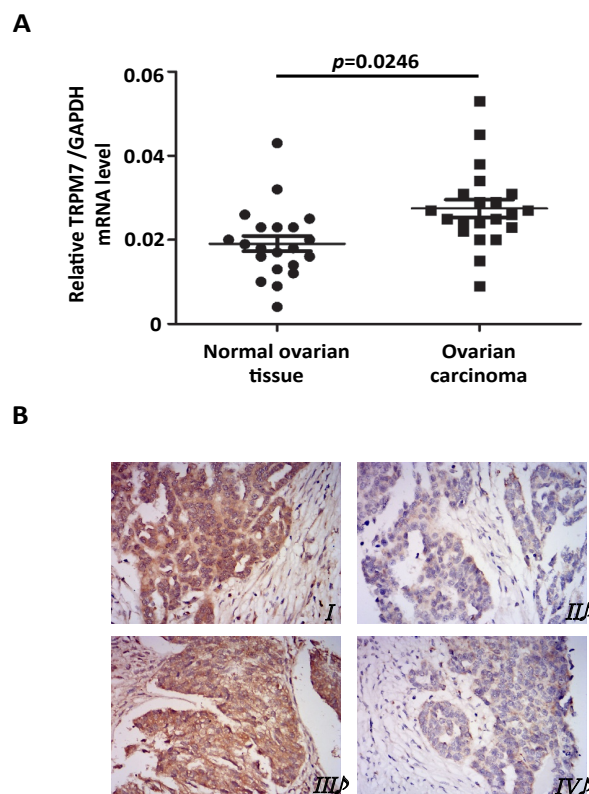 A
p=0.0246
Relative TRPM7 /GAPDH
mRNA level
0.06
0.04
0.02
0
Normal ovarian
tissue
Ovarian
carcinoma
B
I
II
III
IV